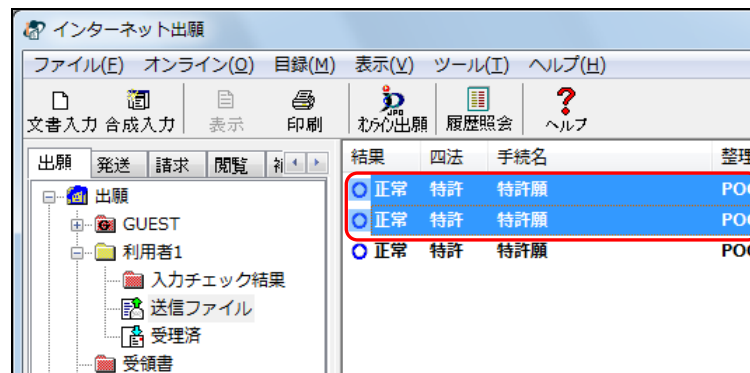 インターネット出願
ファイル(F) オンライン(O) 目録(M) 表示(V) ツール(T) ヘルプ(H)
文書入力 合成入力 表示 印刷 オンライン出願 履歴照会 ヘルプ
出願 発送 請求 閲覧
結果 四法 手続名 整理
正常 特許 特許願
正常 特許 特許願
正常 特許 特許願
出願
GUEST
利用者1
入力チェック結果
送信ファイル
受理済
受領書